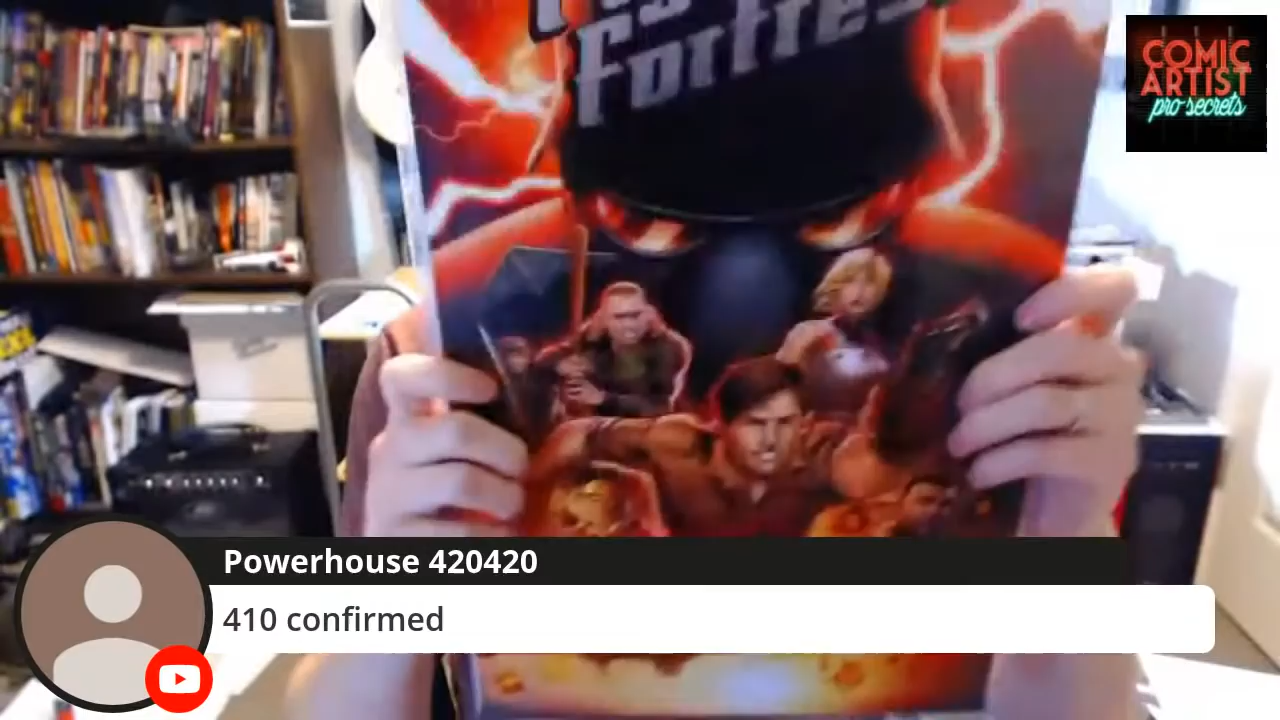 Fortress
COMIC
ARTIST
pro secrets
Powerhouse 420420
410 confirmed